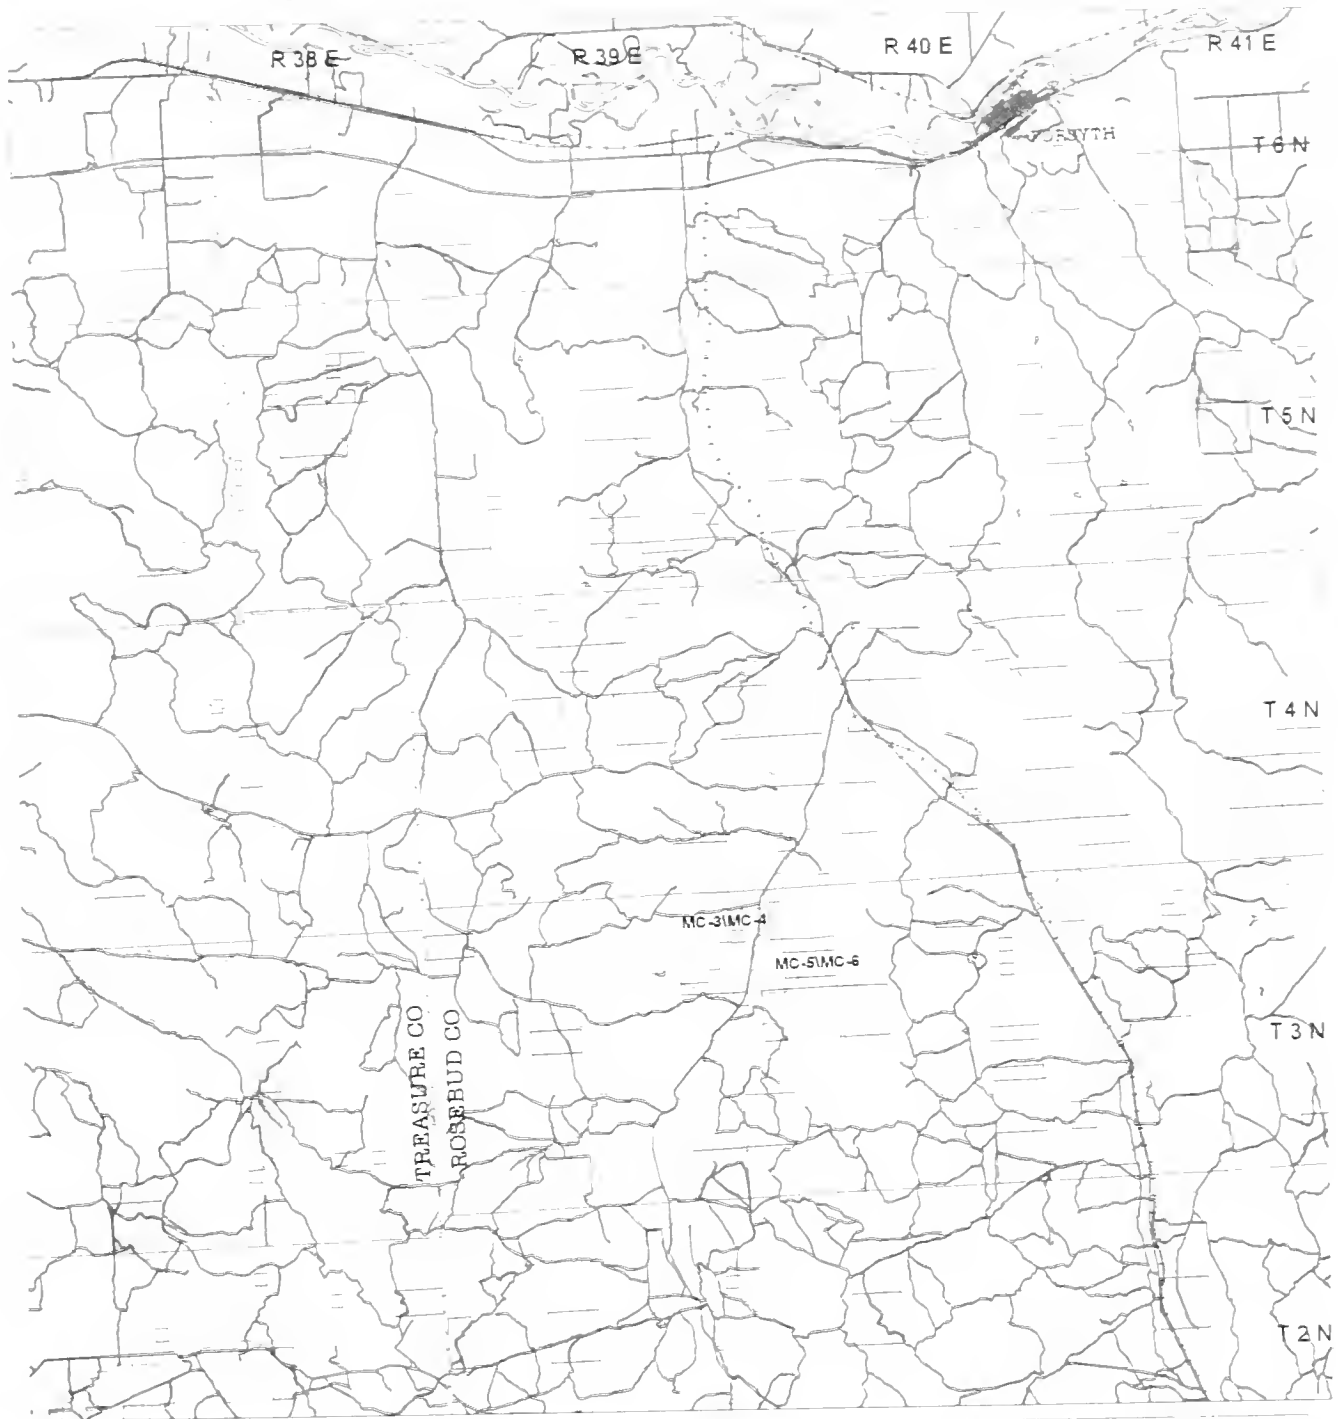 R 38 E
R 39 E
R 40 E
R 41 E
FORSYTH
T 6 N
T 5 N
T 4 N
MC-3\MC-4
MC-5\MC-6
T 3 N
TREASURE CO
ROSEBUD CO
T 2 N